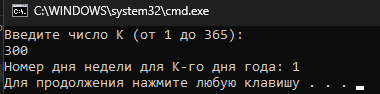 C:\WINDOWS\system32\cmd.exe
Введите число K (от 1 до 365):
300
Номер дня недели для K-го дня года: 1
Для продолжения нажмите любую клавишу . . .